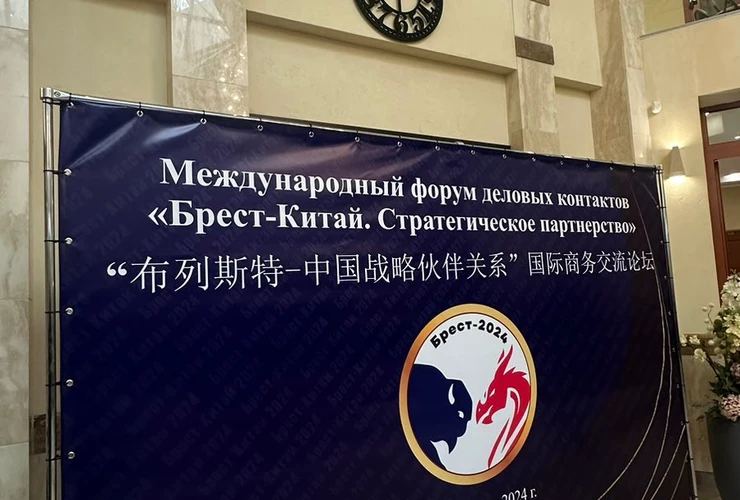 Международный форум деловых контактов
«Брест-Китай. Стратегическое партнерство»
“布列斯特-中国战略伙伴关系”国际商务交流论坛
Брест-2024
2024 г.